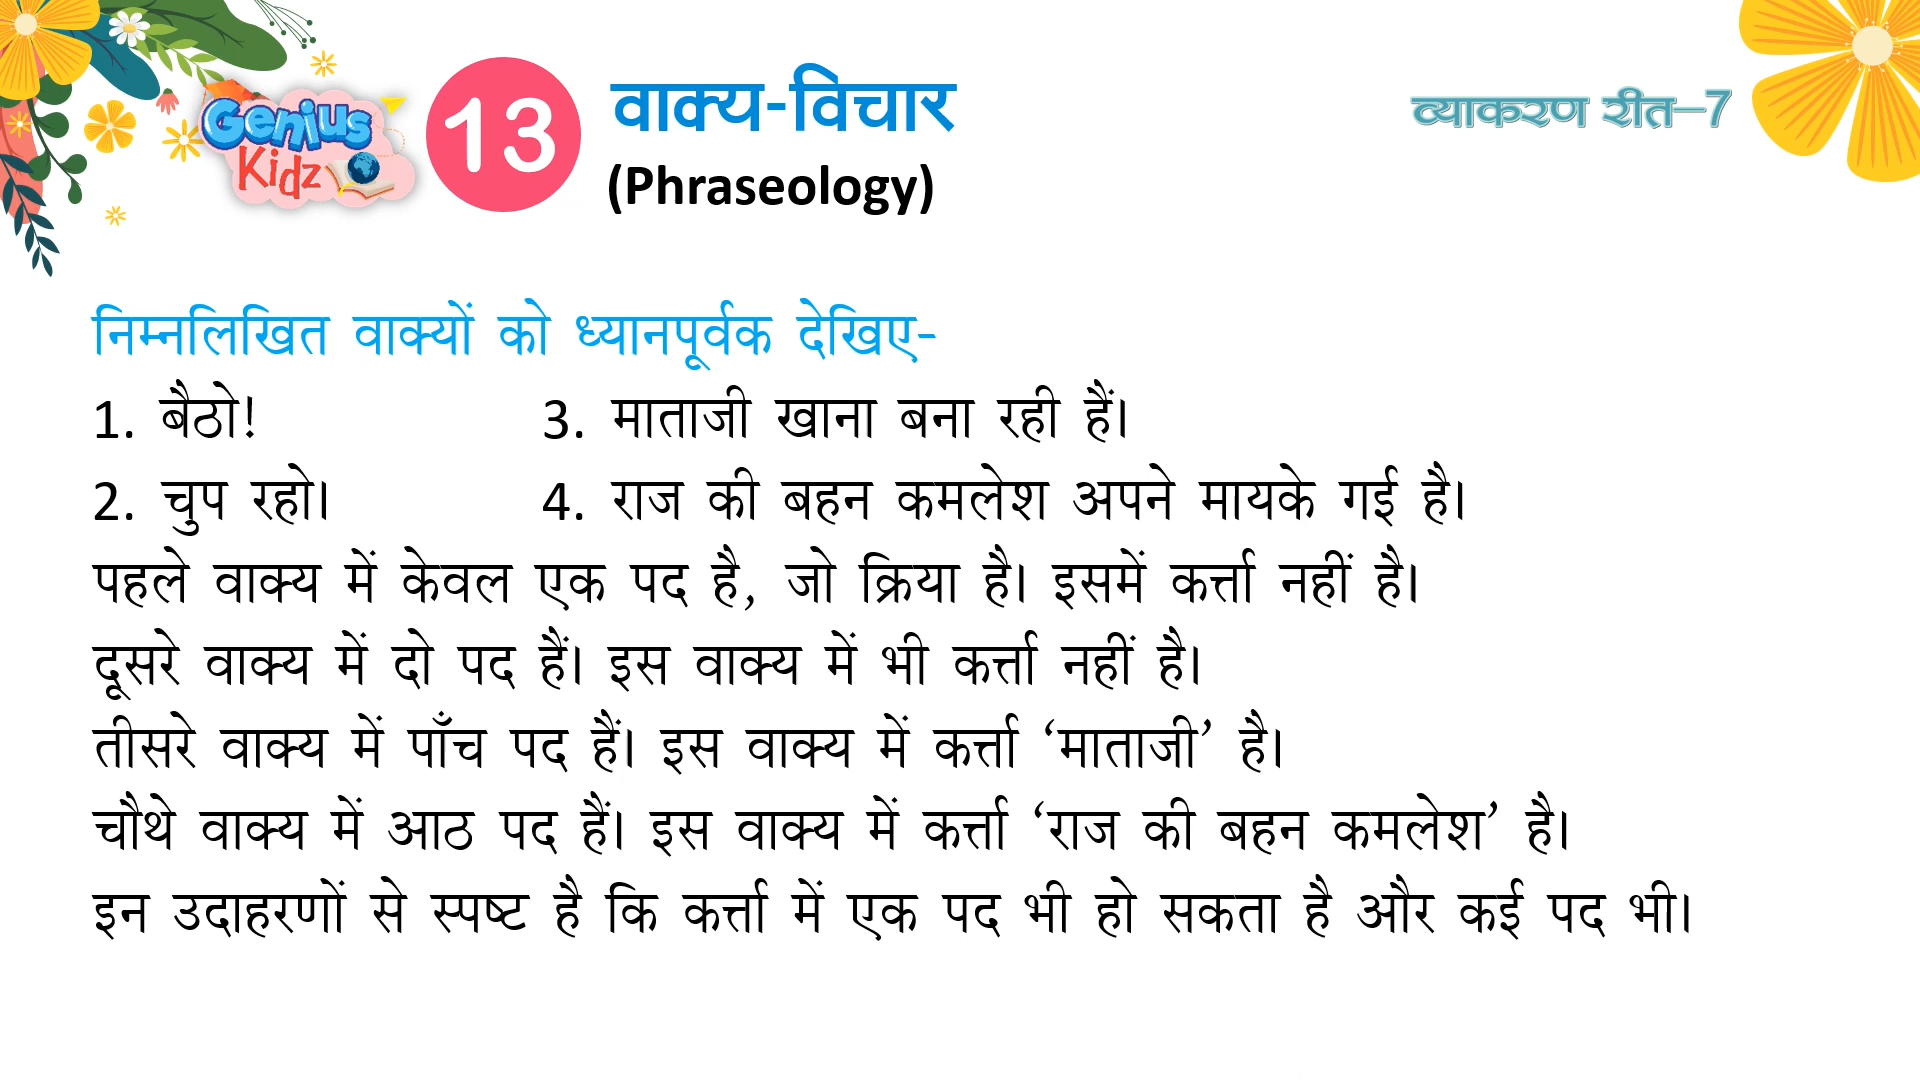 Genius
Kidz
13
वाक्य-विचार
(Phraseology)
व्याकरण रीत–7
निम्नलिखित वाक्यों को ध्यानपूर्वक देखिए-
1. बैठो! 3. माताजी खाना बना रही हैं।
2. चुप रहो। 4. राज की बहन कमलेश अपने मायके गई है।
पहले वाक्य में केवल एक पद है, जो क्रिया है। इसमें कर्त्ता नहीं है।
दूसरे वाक्य में दो पद हैं। इस वाक्य में भी कर्त्ता नहीं है।
तीसरे वाक्य में पाँच पद हैं। इस वाक्य में कर्त्ता ‘माताजी’ है।
चौथे वाक्य में आठ पद हैं। इस वाक्य में कर्त्ता ‘राज की बहन कमलेश’ है।
इन उदाहरणों से स्पष्ट है कि कर्त्ता में एक पद भी हो सकता है और कई पद भी।